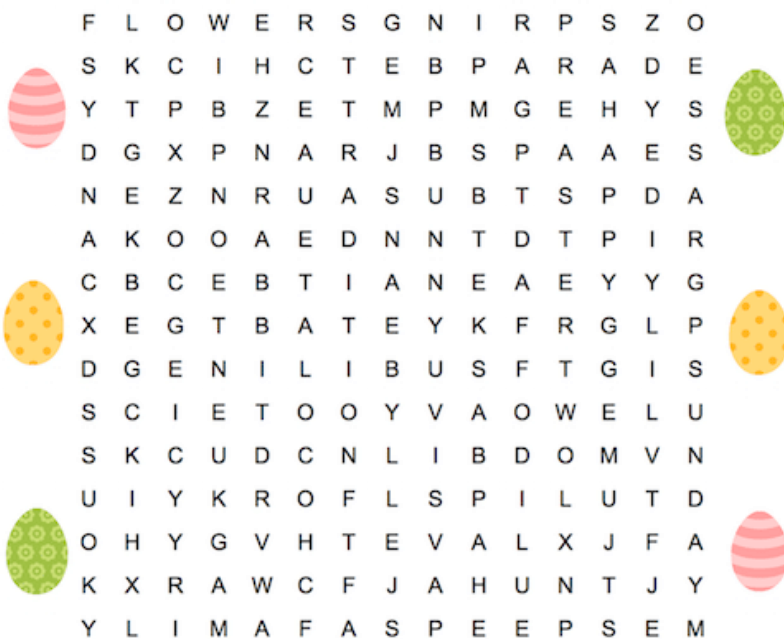 F L O W E R S G N I R P S Z O
S K C I H C T E B P A R A D E
Y T P B Z E T M P M G E H Y S
D G X P N A R J B S P A A E S
N E Z N R U A S U B T S P D A
A K O O A E D N N T D T P I R
C B C E B T I A N E A E Y Y G
X E G T B A T E Y K F R G L P
D G E N I L I B U S F T G I S
S C I E T O O Y V A O W E L U
S K C U D C N L I B D O M V N
U I Y K R O F L S P I L U T D
O H Y G V H T E V A L X J F A
K X R A W C F J A H U N T J Y
Y L I M A F A S P E E P S E M